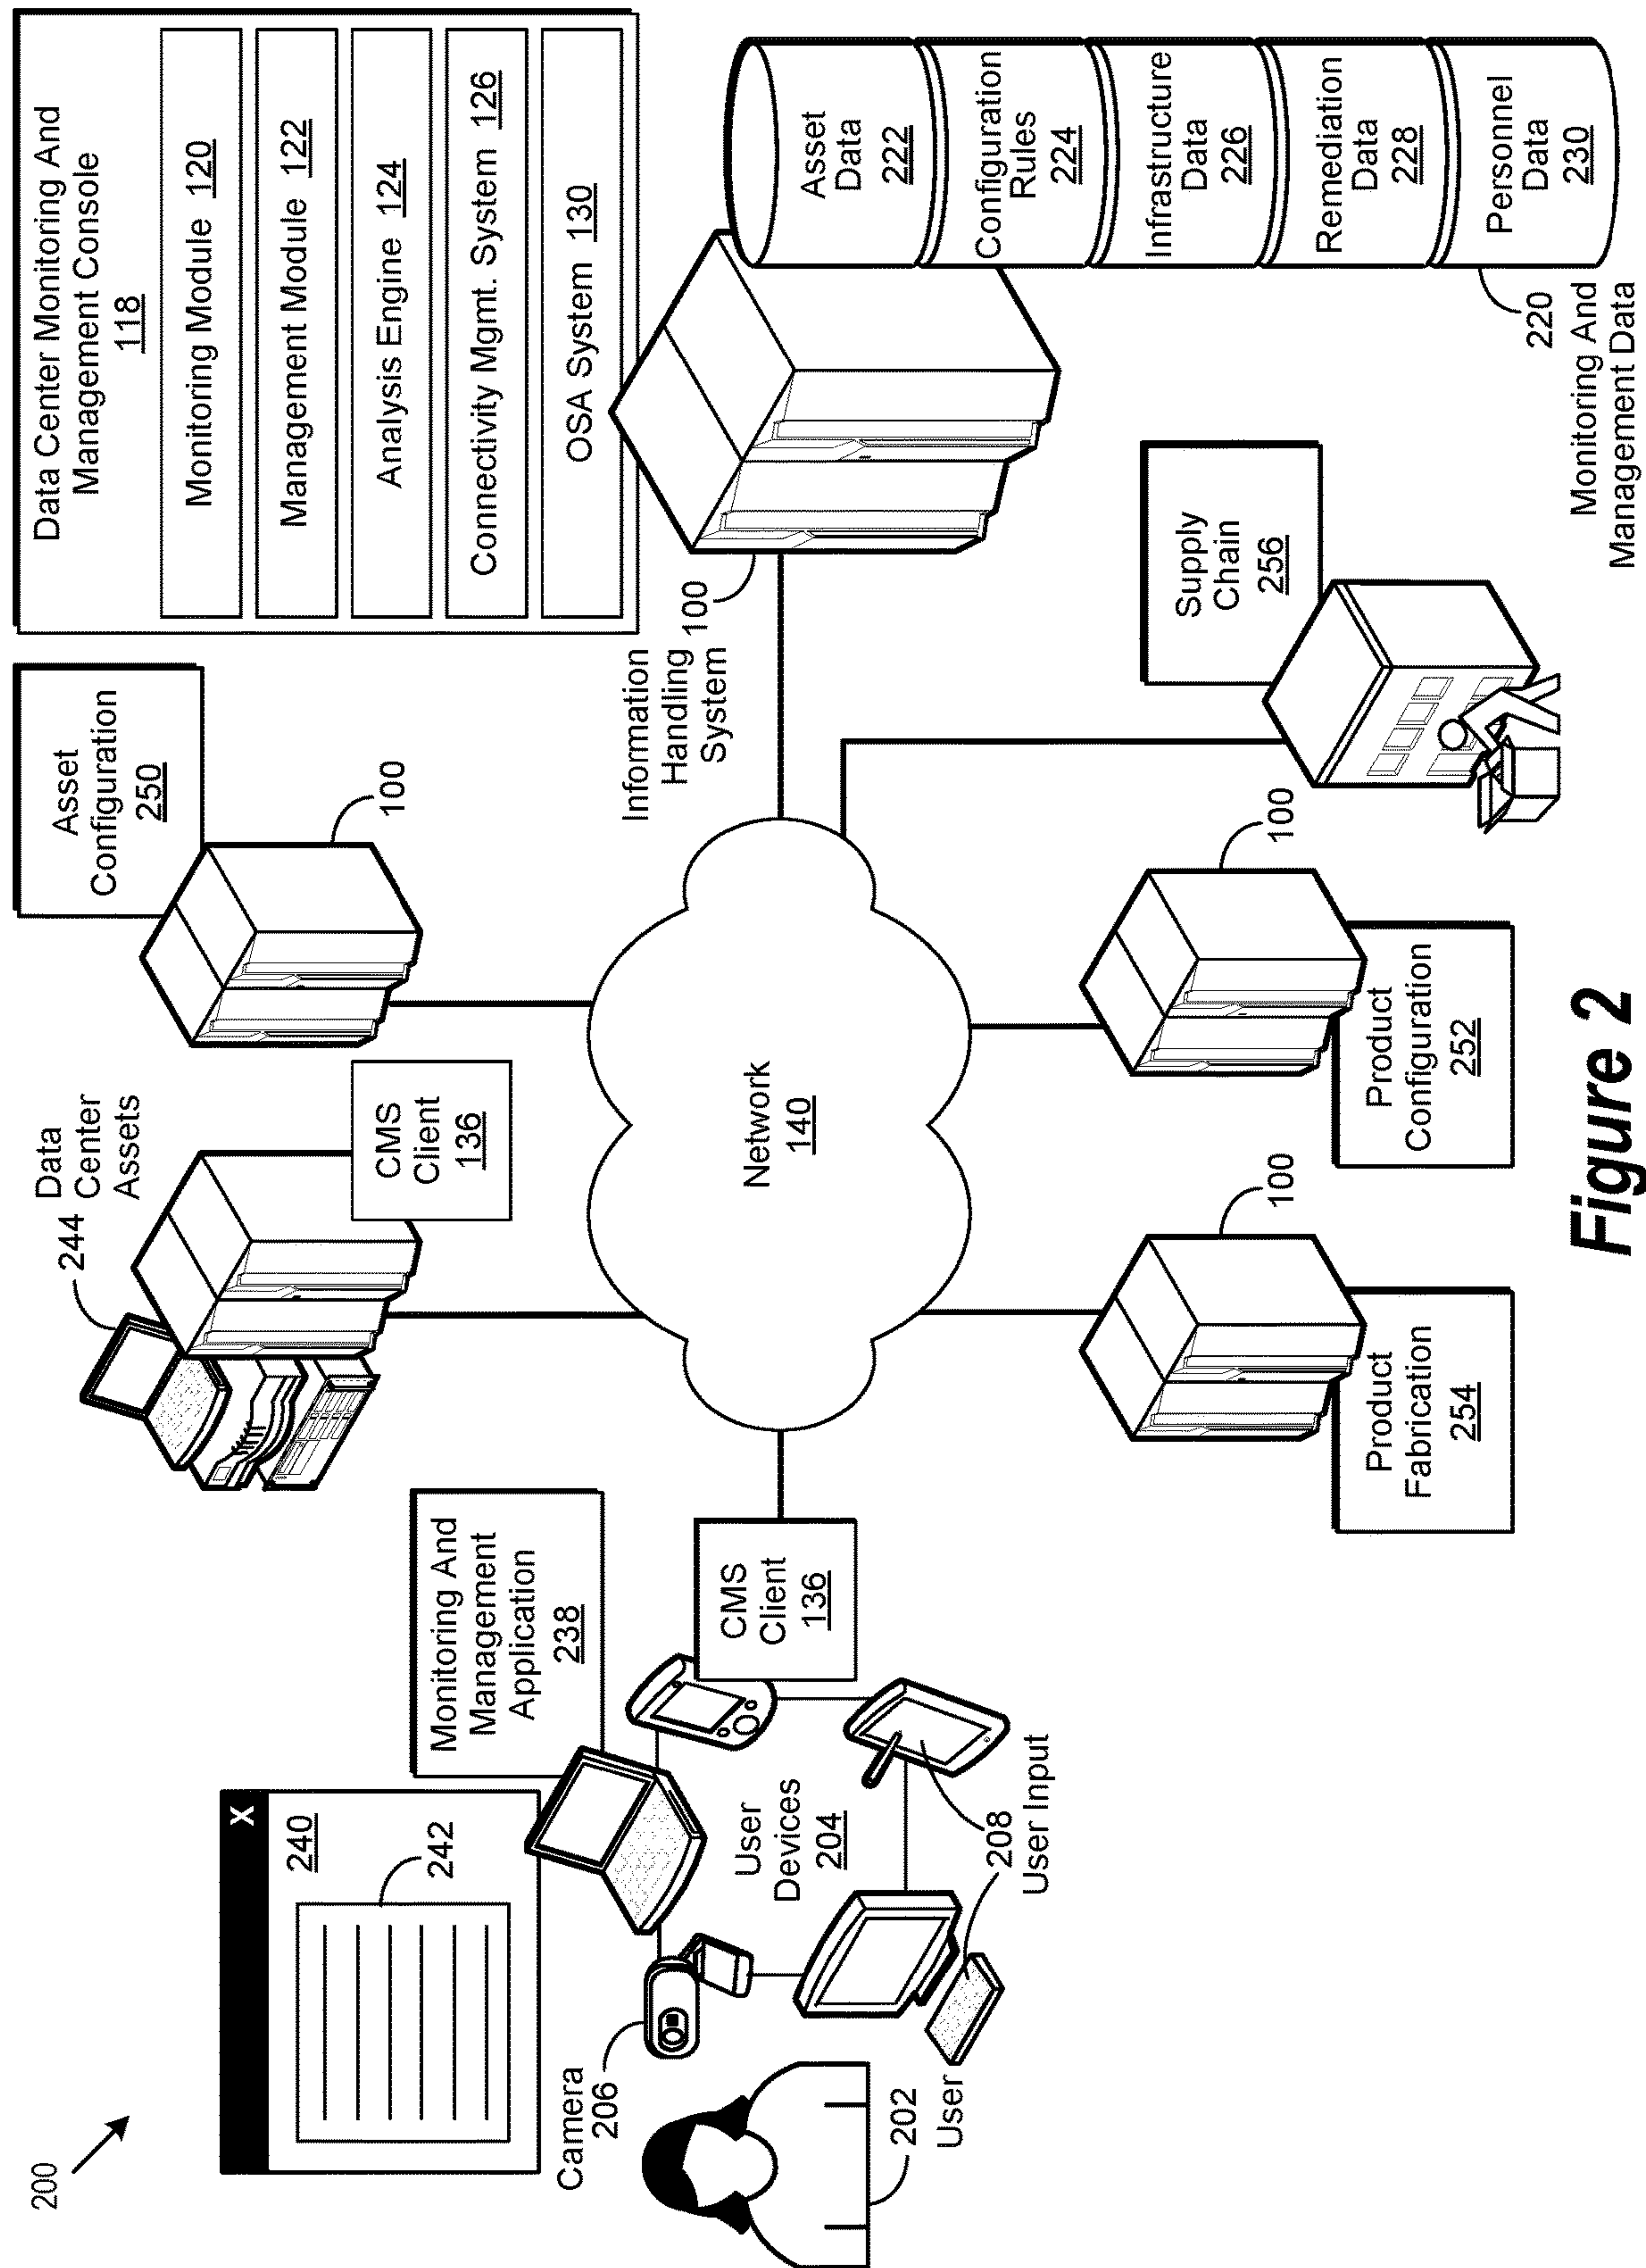 200
X
240
242
Monitoring And
Management
Application
238
Camera
206
202
User
User
Devices
204
208
User Input
CMS
Client
136
244
Data
Center
Assets
CMS
Client
136
Asset
Configuration
250
100
Network
140
Data Center Monitoring And
Management Console
118
Monitoring Module 120
Management Module 122
Analysis Engine 124
Connectivity Mgmt. System 126
OSA System 130
Information
Handling
System
100
Asset
Data
222
Configuration
Rules
224
Infrastructure
Data
226
Remediation
Data
228
Personnel
Data
230
220
Monitoring And
Management Data
Product
Fabrication
254
100
Product
Configuration
252
100
Supply
Chain
256
Figure 2